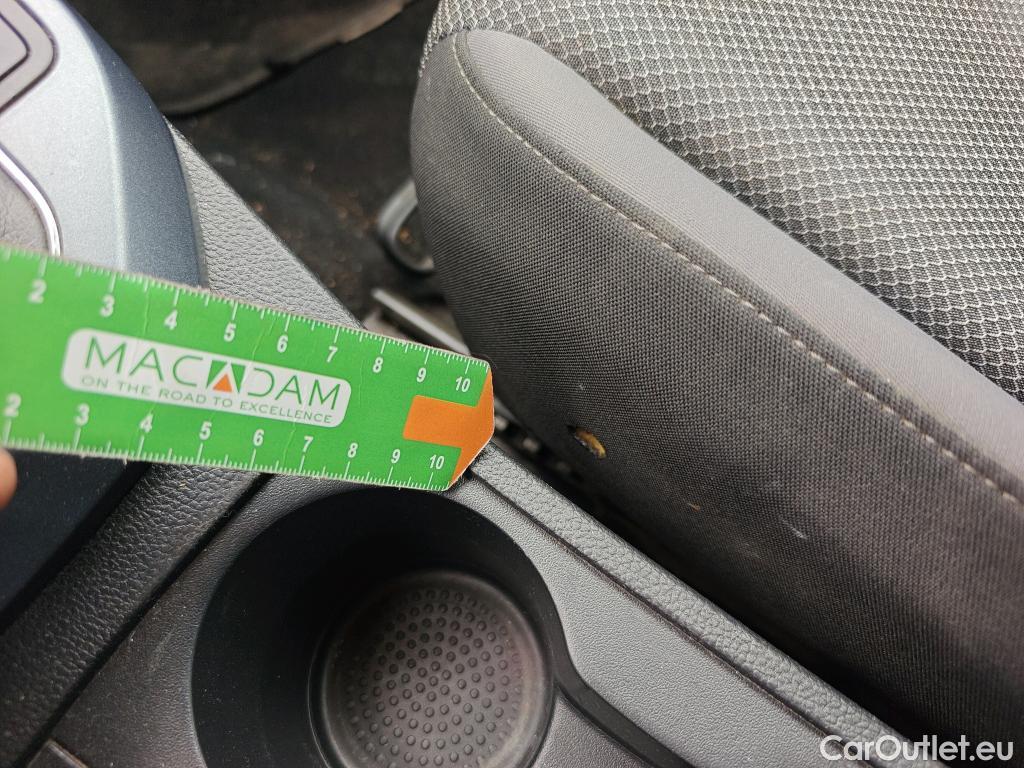 2 3 4 5 6 7 8 9 10
MACADAM
ON THE ROAD TO EXCELLENCE
2 3 4 5 6 7 8 9 10
CarOutlet.eu